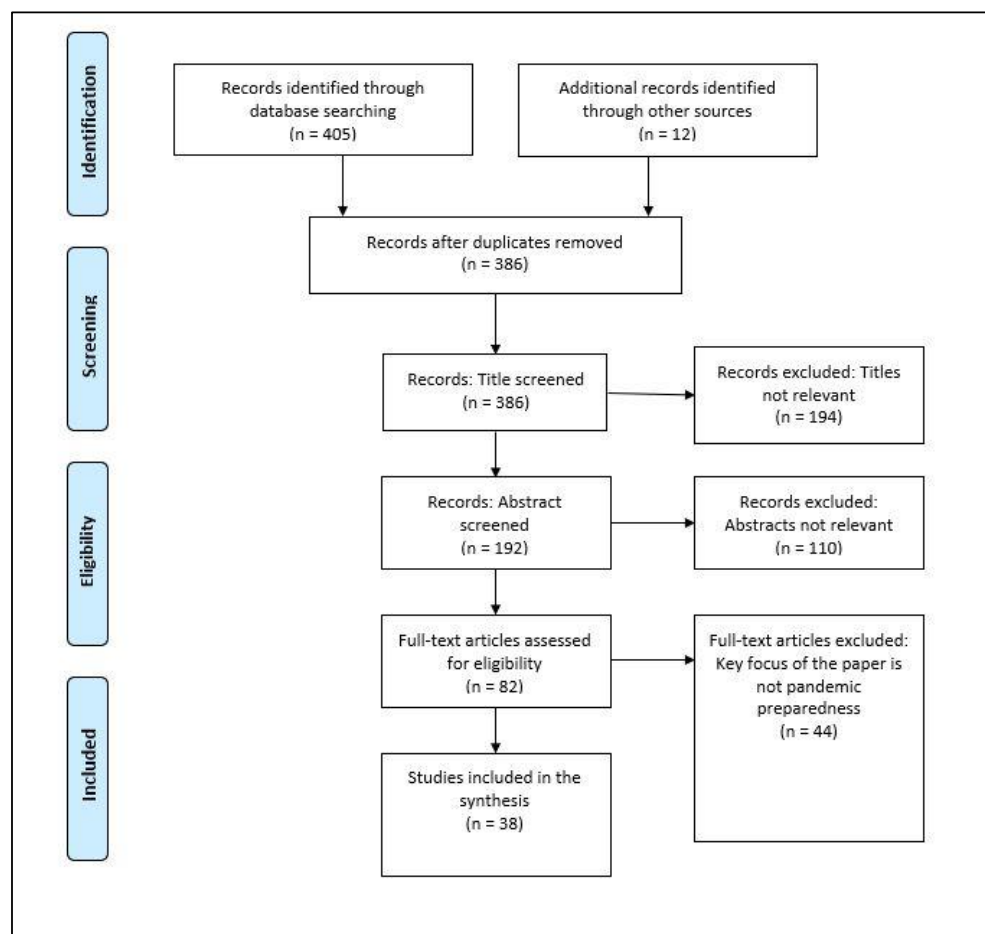 Identification
Records identified through
database searching
(n = 405)
Additional records identified
through other sources
(n = 12)
Records after duplicates removed
(n = 386)
Screening
Records: Title screened
(n = 386)
Records excluded: Titles
not relevant
(n = 194)
Eligibility
Records: Abstract
screened
(n = 192)
Records excluded:
Abstracts not relevant
(n = 110)
Full-text articles assessed
for eligibility
(n = 82)
Full-text articles excluded:
Key focus of the paper is
not pandemic
preparedness
(n = 44)
Included
Studies included in the
synthesis
(n = 38)